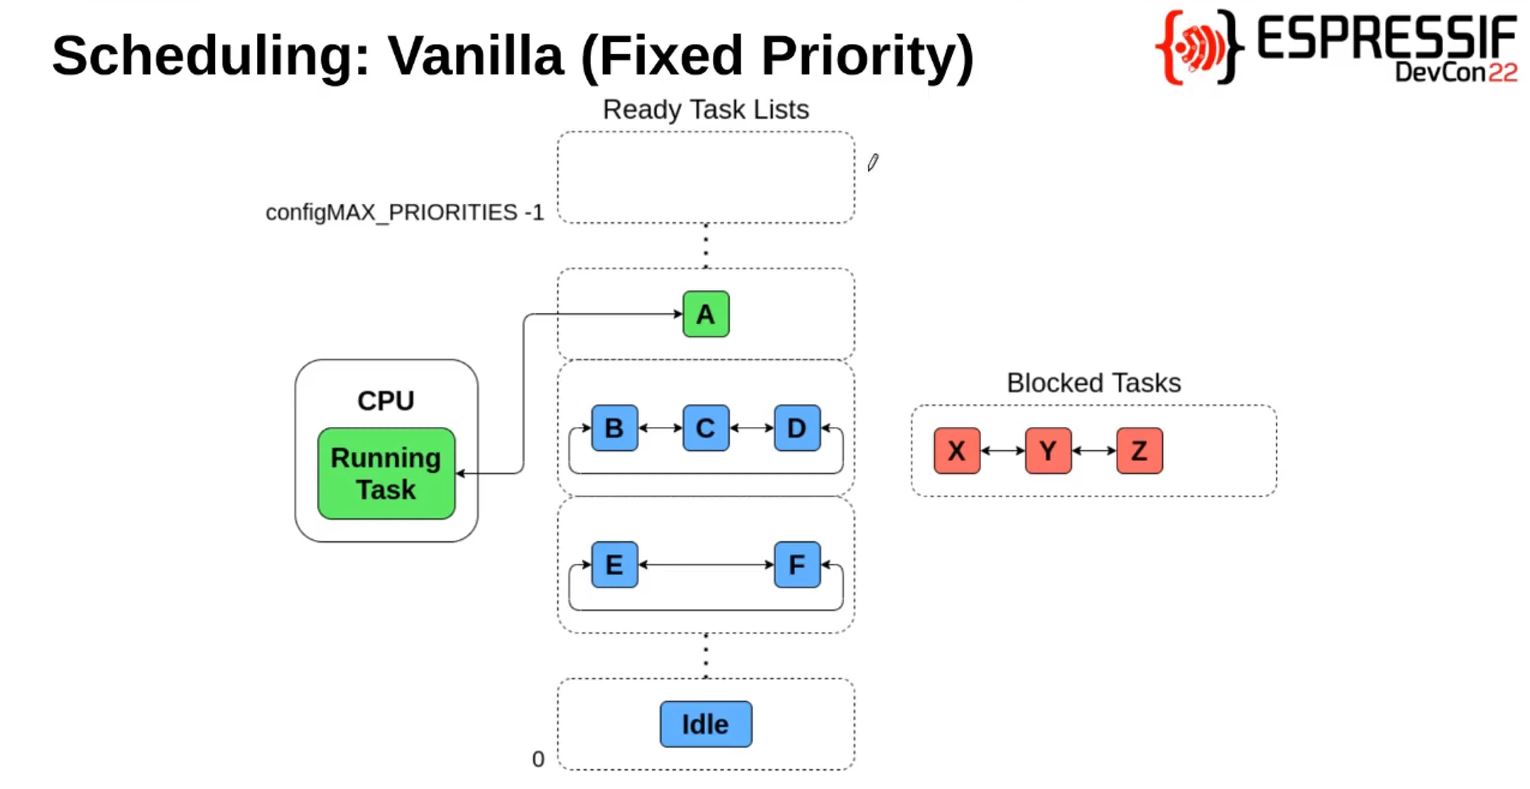 Scheduling: Vanilla (Fixed Priority)
ESPRESSIF
DevCon22
Ready Task Lists
configMAX_PRIORITIES -1
A
CPU
Running
Task
B C D
Blocked Tasks
X Y Z
E F
Idle
0